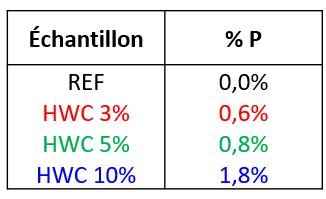 Échantillon % P
REF 0,0%
HWC 3% 0,6%
HWC 5% 0,8%
HWC 10% 1,8%